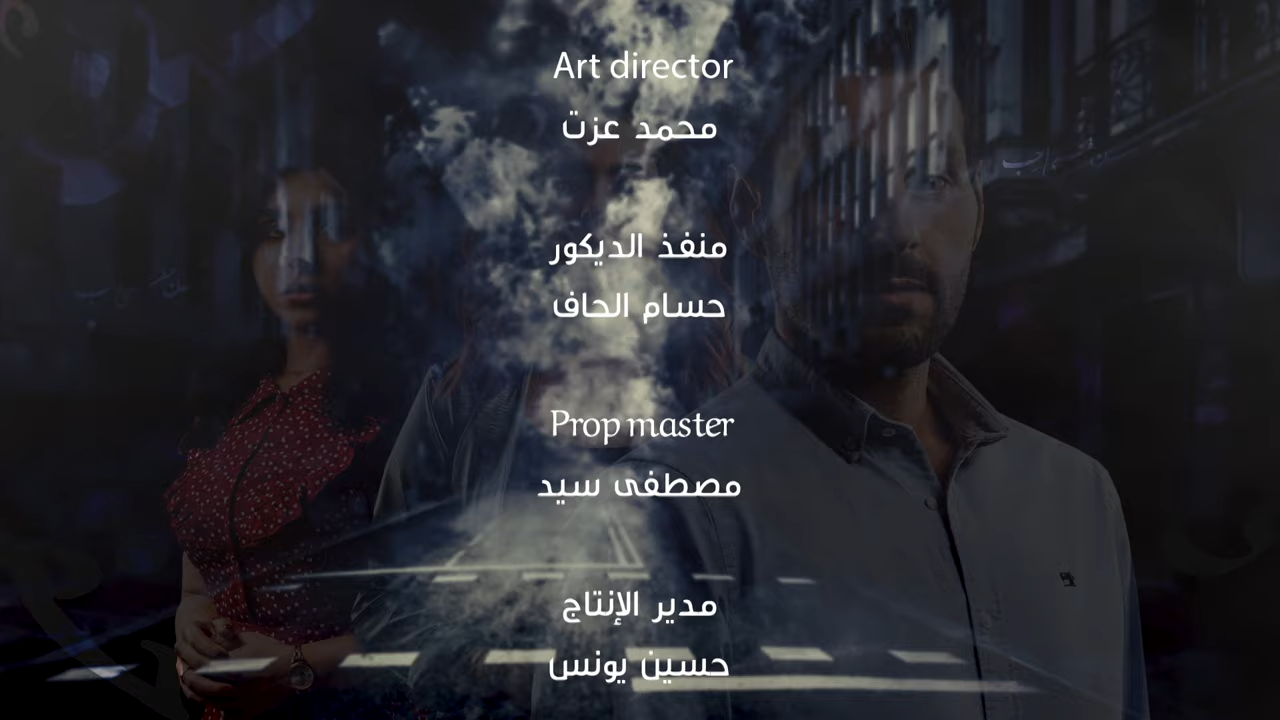 Art director
محمد عزت
منفذ الديكور
حسام الحاف
Prop master
مصطفى سيد
مدير الإنتاج
حسين يونس